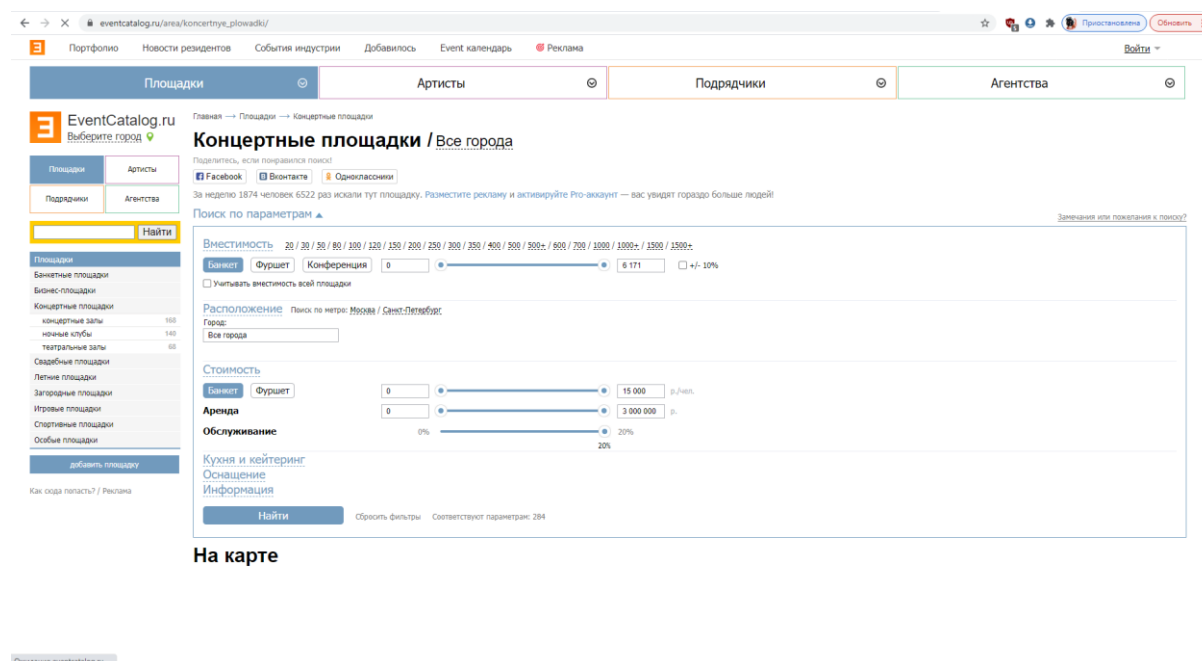 eventcatalog.ru/area/koncertnye_plowadki/
Приостановлена
Обновить
Портфолио Новости резидентов События индустрии Добавилось Event календарь Реклама Войти
Площадки Артисты Подрядчики Агентства
EventCatalog.ru
Выберите город
Площадки Артисты
Подрядчики Агентства
Найти
Площадки
Банкетные площадки
Бизнес-площадки
Концертные площадки
концертные залы 160
ночные клубы 140
театральные залы 68
Свадебные площадки
Летние площадки
Загородные площадки
Игровые площадки
Спортивные площадки
Особые площадки
добавить площадку
Как сюда попасть? / Реклама
Главная → Площадки → Концертные площадки
Концертные площадки / Все города
Поделитесь, если понравился поиск!
Facebook Вконтакте Одноклассники
За неделю 1874 человек 6522 раз искали тут площадку. Разместите рекламу и активируйте Pro-аккаунт — вас увидят гораздо больше людей!
Поиск по параметрам
Замечания или пожелания к поиску?
Вместимость 20 / 30 / 50 / 80 / 100 / 120 / 150 / 200 / 250 / 300 / 350 / 400 / 500 / 500+ / 600 / 700 / 1000 / 1000+ / 1500 / 1500+
Банкет Фуршет Конференция 0 6 171 +/- 10%
Учитывать вместимость всей площадки
Расположение Поиск по метро: Москва / Санкт-Петербург
Город:
Все города
Стоимость
Банкет Фуршет 0 15 000 р./чел.
Аренда 0 3 000 000 р.
Обслуживание 0% 20%
20%
Кухня и кейтеринг
Оснащение
Информация
Найти Сбросить фильтры Соответствуют параметрам: 284
На карте